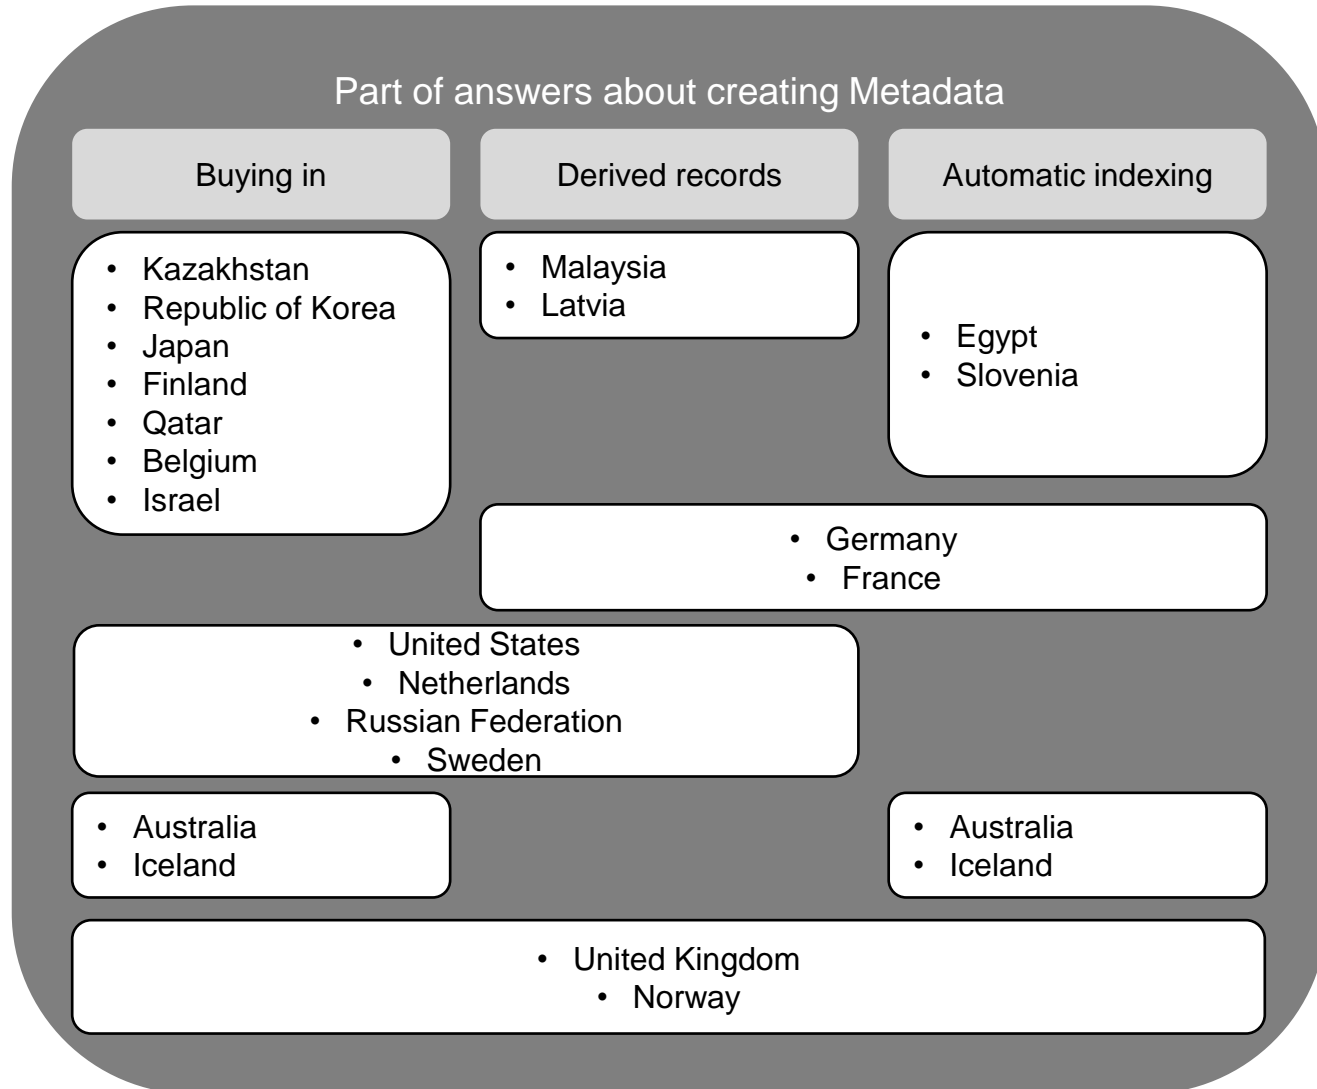 Part of answers about creating Metadata
Buying in
Derived records
Automatic indexing
• Kazakhstan
• Republic of Korea
• Japan
• Finland
• Qatar
• Belgium
• Israel
• Malaysia
• Latvia
• Egypt
• Slovenia
• Germany
• France
• United States
• Netherlands
• Russian Federation
• Sweden
• Australia
• Iceland
• Australia
• Iceland
• United Kingdom
• Norway